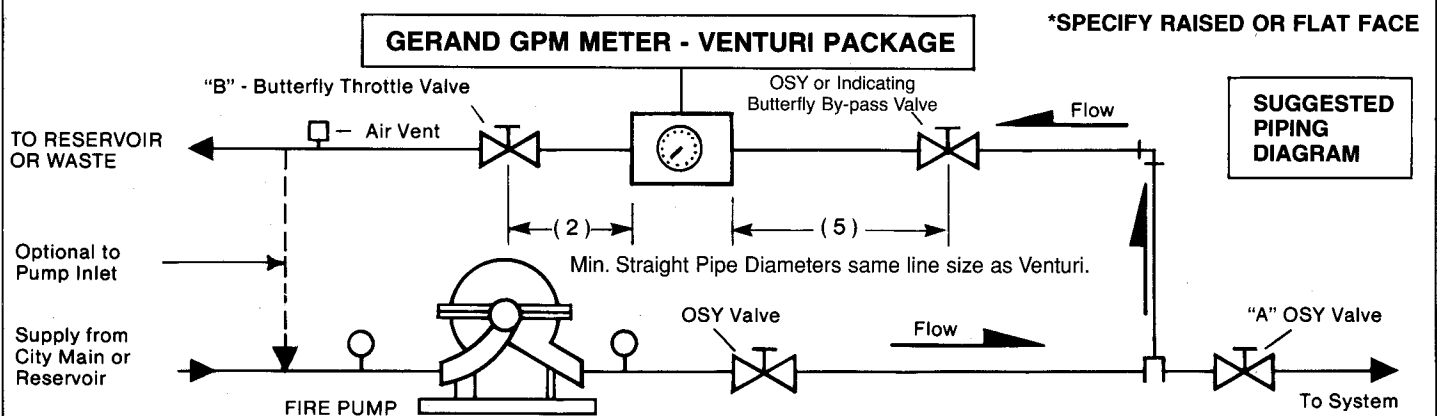 *SPECIFY RAISED OR FLAT FACE
GERAND GPM METER - VENTURI PACKAGE
"B" - Butterfly Throttle Valve
OSY or Indicating
Butterfly By-pass Valve
Flow
SUGGESTED
PIPING
DIAGRAM
TO RESERVOIR
OR WASTE
Air Vent
(2)
(5)
Min. Straight Pipe Diameters same line size as Venturi.
Optional to
Pump Inlet
Supply from
City Main or
Reservoir
OSY Valve
Flow
"A" OSY Valve
FIRE PUMP
To System